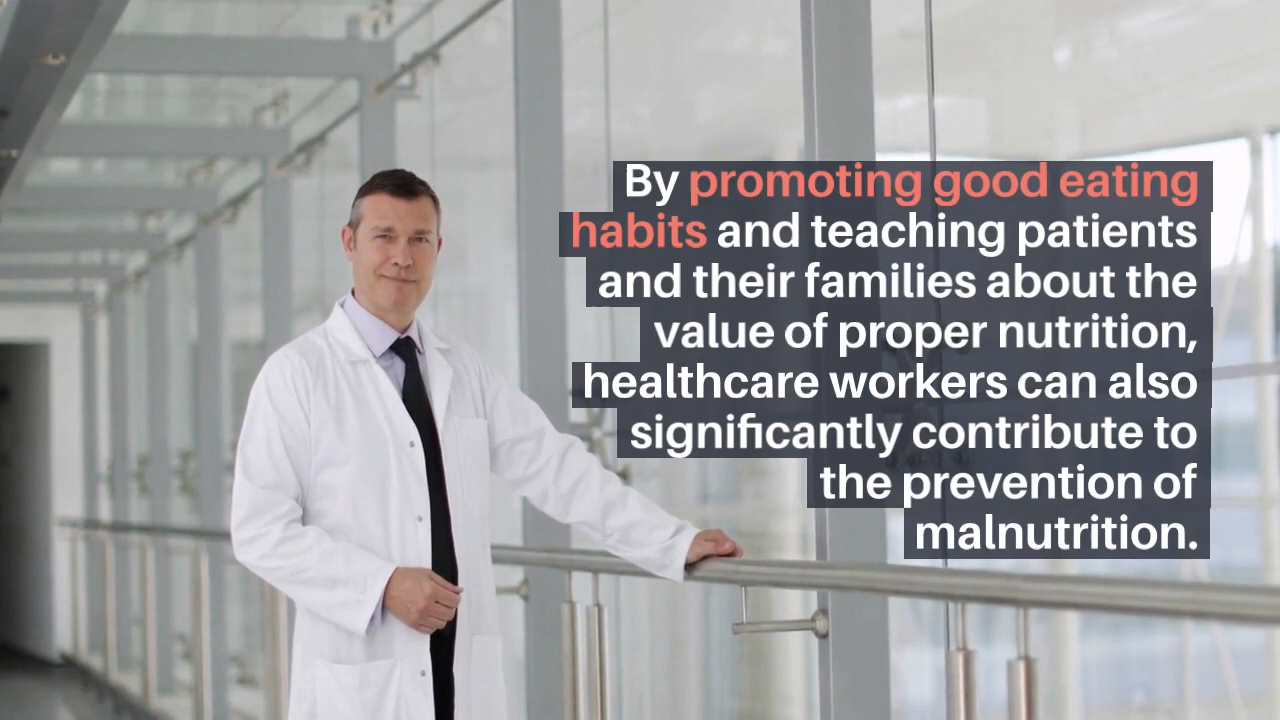 By promoting good eating
habits and teaching patients
and their families about the
value of proper nutrition,
healthcare workers can also
significantly contribute to
the prevention of
malnutrition.